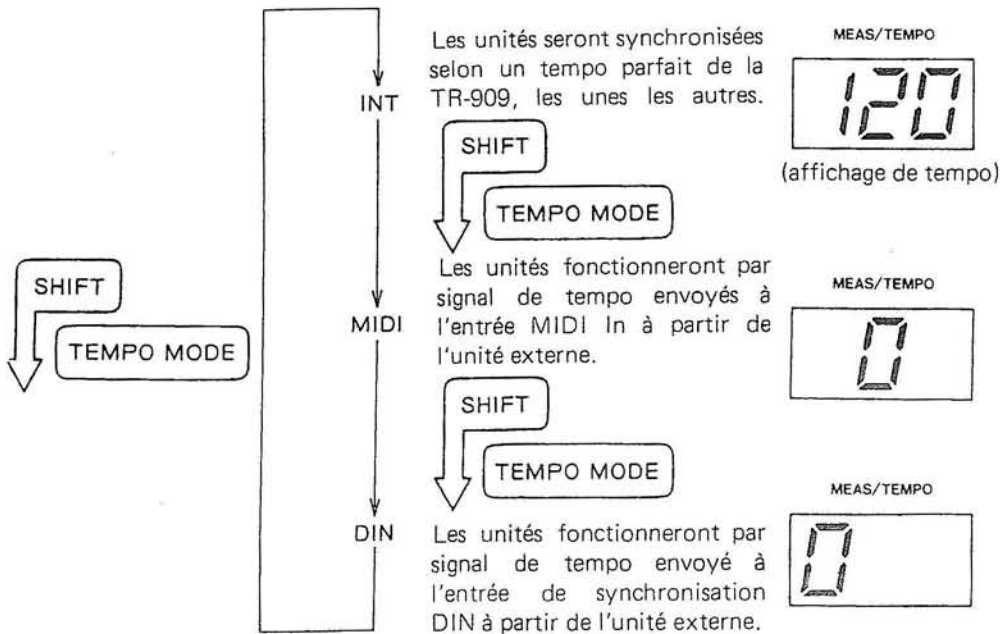 Les unités seront synchronisées
selon un tempo parfait de la
TR-909, les unes les autres.
MEAS/TEMPO
120
(affichage de tempo)
INT
SHIFT
TEMPO MODE
Les unités fonctionneront par
signal de tempo envoyés à
l'entrée MIDI In à partir de
l'unité externe.
MEAS/TEMPO
0
SHIFT
TEMPO MODE
MIDI
SHIFT
TEMPO MODE
DIN
Les unités fonctionneront par
signal de tempo envoyé à
l'entrée de synchronisation
DIN à partir de l'unité externe.
MEAS/TEMPO
0